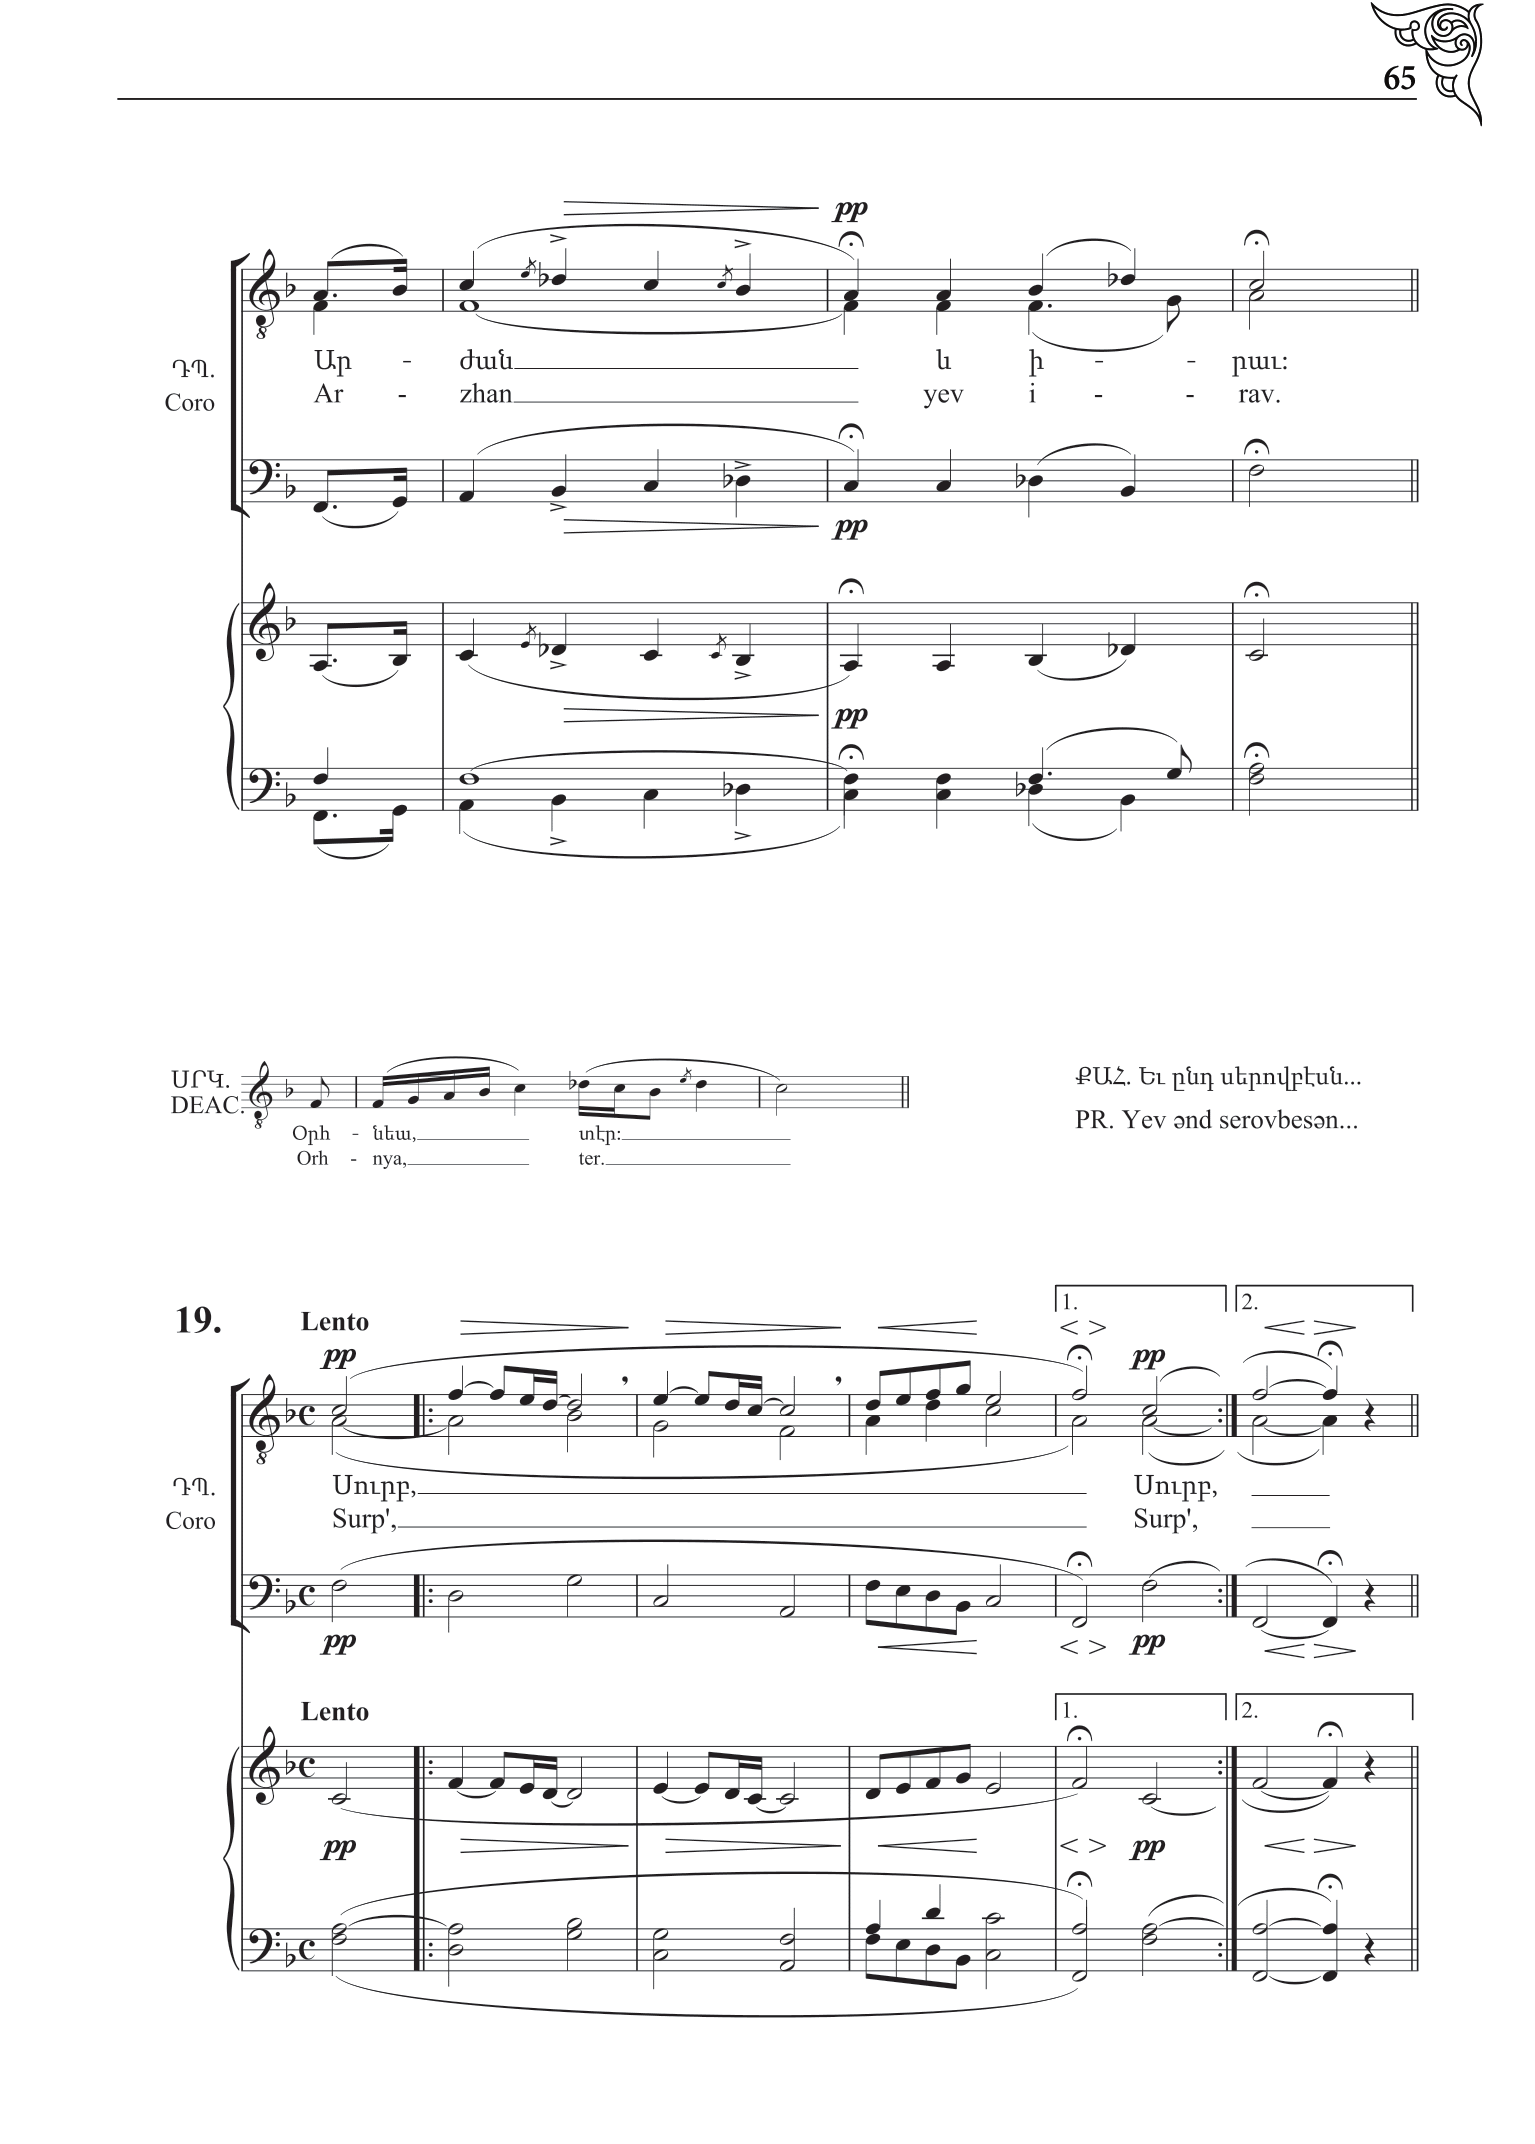 65
pp
ԴՊ.
Coro
Ար - ժան և ի - - րաւ:
Ar - zhan yev i - - rav.
pp
pp
ՍՐԿ.
DEAC.
Օրհ - նեա, տէր:
Orh - nya, ter.
ՔԱՀ. Եւ ընդ սերովբէսն...
PR. Yev ənd serovbesən...
19.
Lento
1. 2.
pp pp
ԴՊ.
Coro
Սուրբ, Սուրբ,
Surp', Surp',
pp pp
Lento
1. 2.
pp pp